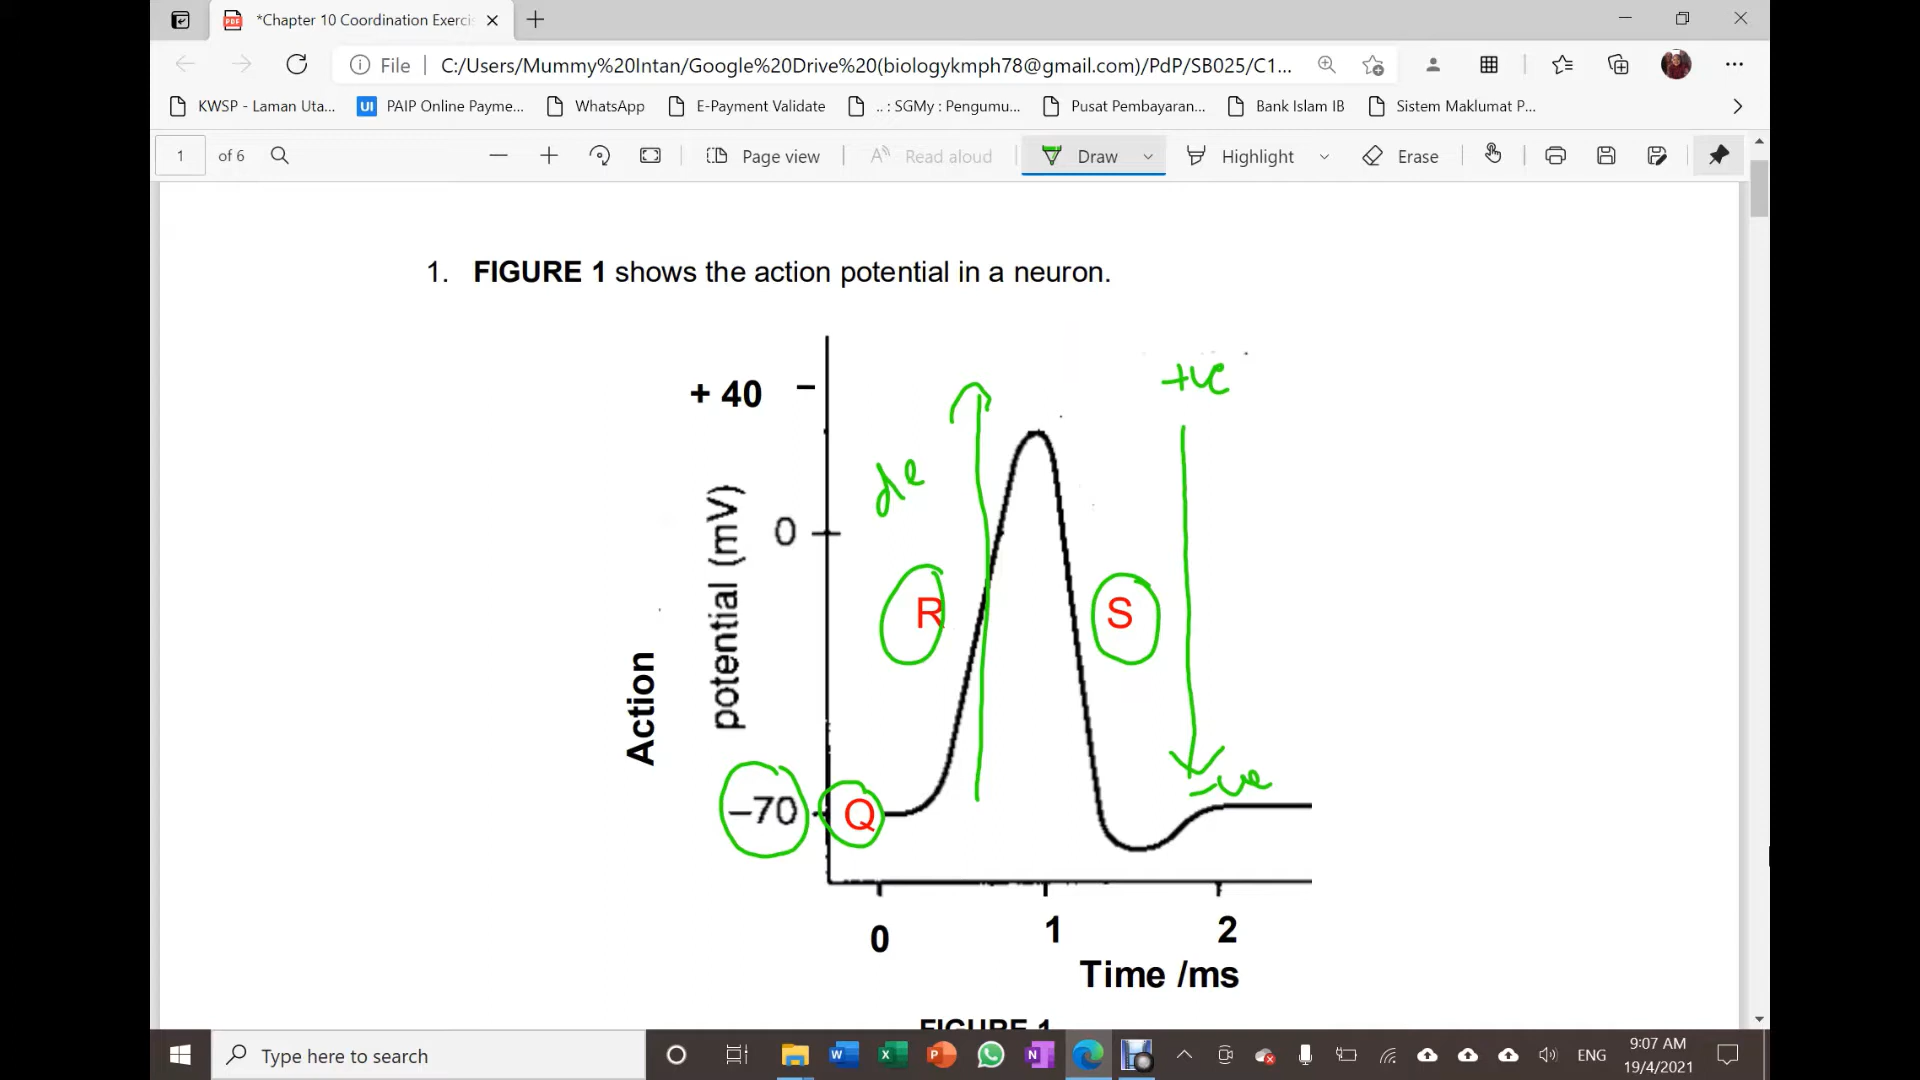 *Chapter 10 Coordination Exerci
File C:/Users/Mummy%20Intan/Google%20Drive%20(biologykmph78@gmail.com)/PdP/SB025/C1...
KWSP - Laman Uta... UI PAIP Online Payme... WhatsApp E-Payment Validate .. : SGMy : Pengumu... Pusat Pembayaran... Bank Islam IB Sistem Maklumat P...
1 of 6 Page view Read aloud Draw Highlight Erase
1. FIGURE 1 shows the action potential in a neuron.
+ 40
+ve
de
0
R
S
Action
potential (mV)
-ve
–70
Q
0
1
2
Time /ms
FIGURE 1
Type here to search
ENG
9:07 AM
19/4/2021